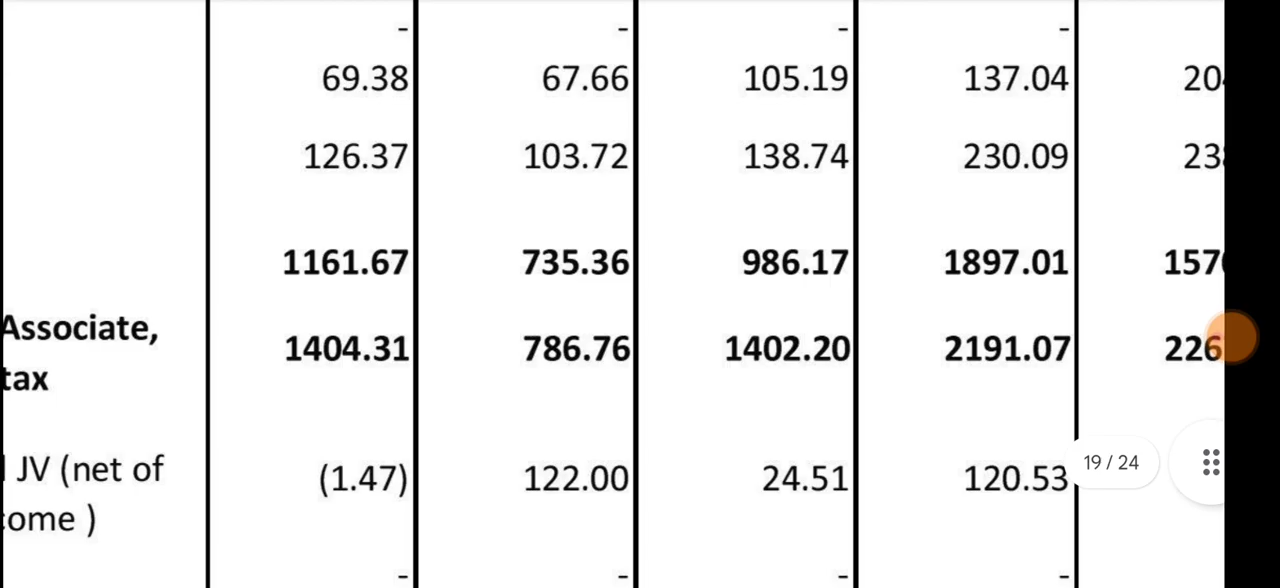 - - - -
69.38 67.66 105.19 137.04
126.37 103.72 138.74 230.09
1161.67 735.36 986.17 1897.01
Associate,
1404.31 786.76 1402.20 2191.07
tax
JV (net of
(1.47) 122.00 24.51 120.53
19 / 24
come )
- - - -